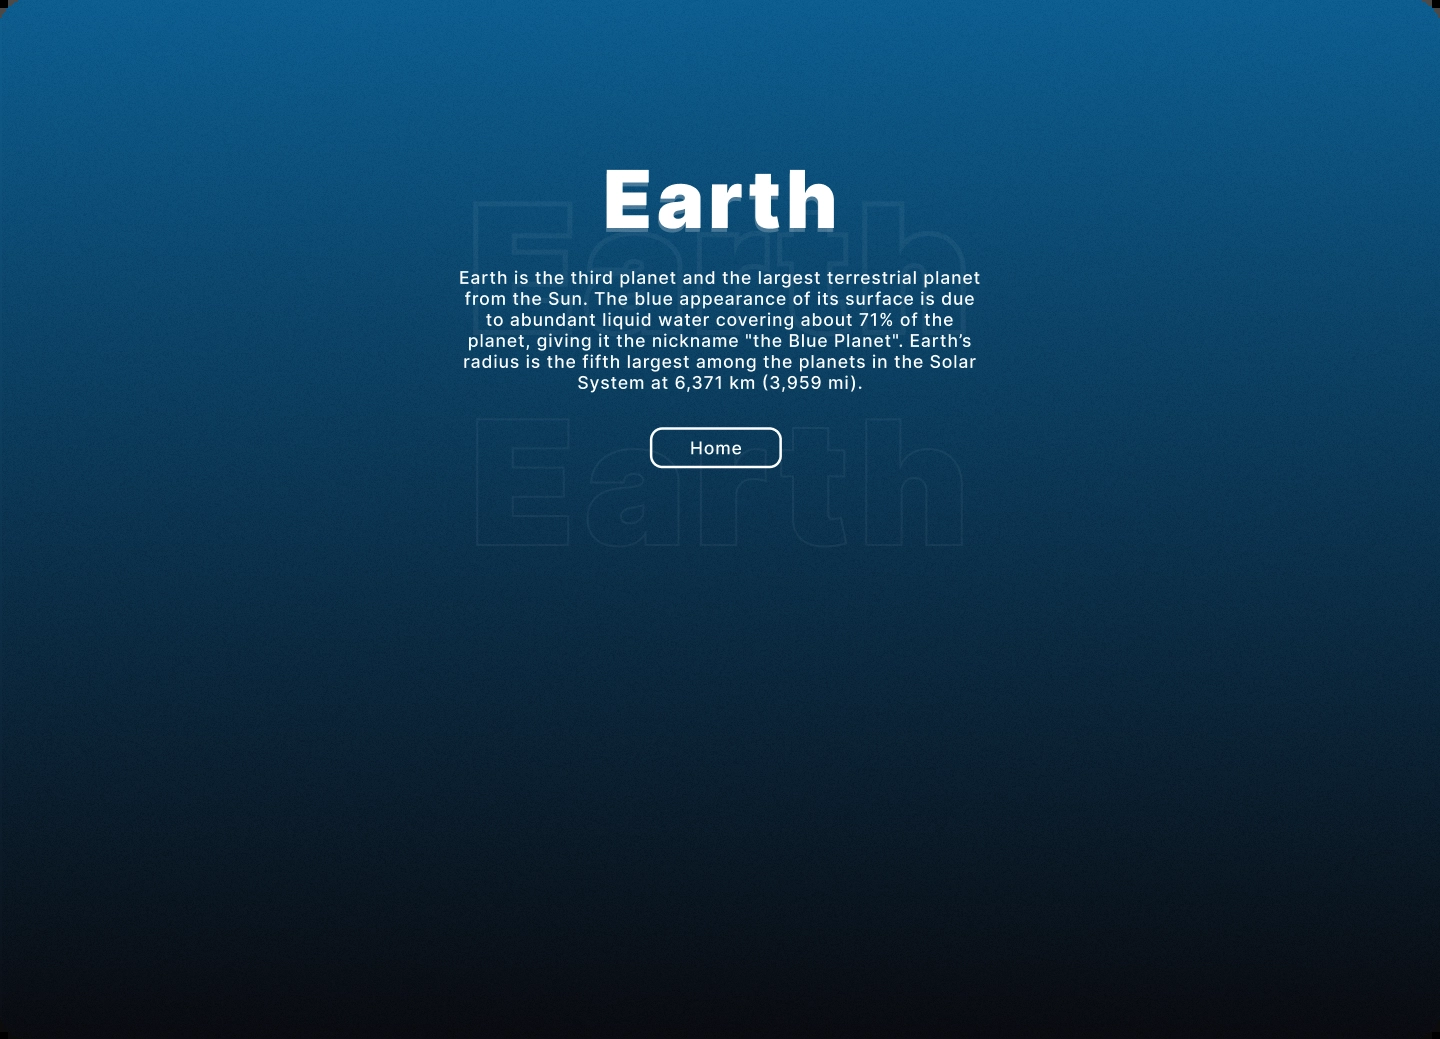 Earth
Earth
Earth is the third planet and the largest terrestrial planet
from the Sun. The blue appearance of its surface is due
to abundant liquid water covering about 71% of the
planet, giving it the nickname "the Blue Planet". Earth’s
radius is the fifth largest among the planets in the Solar
System at 6,371 km (3,959 mi).
Home
Earth